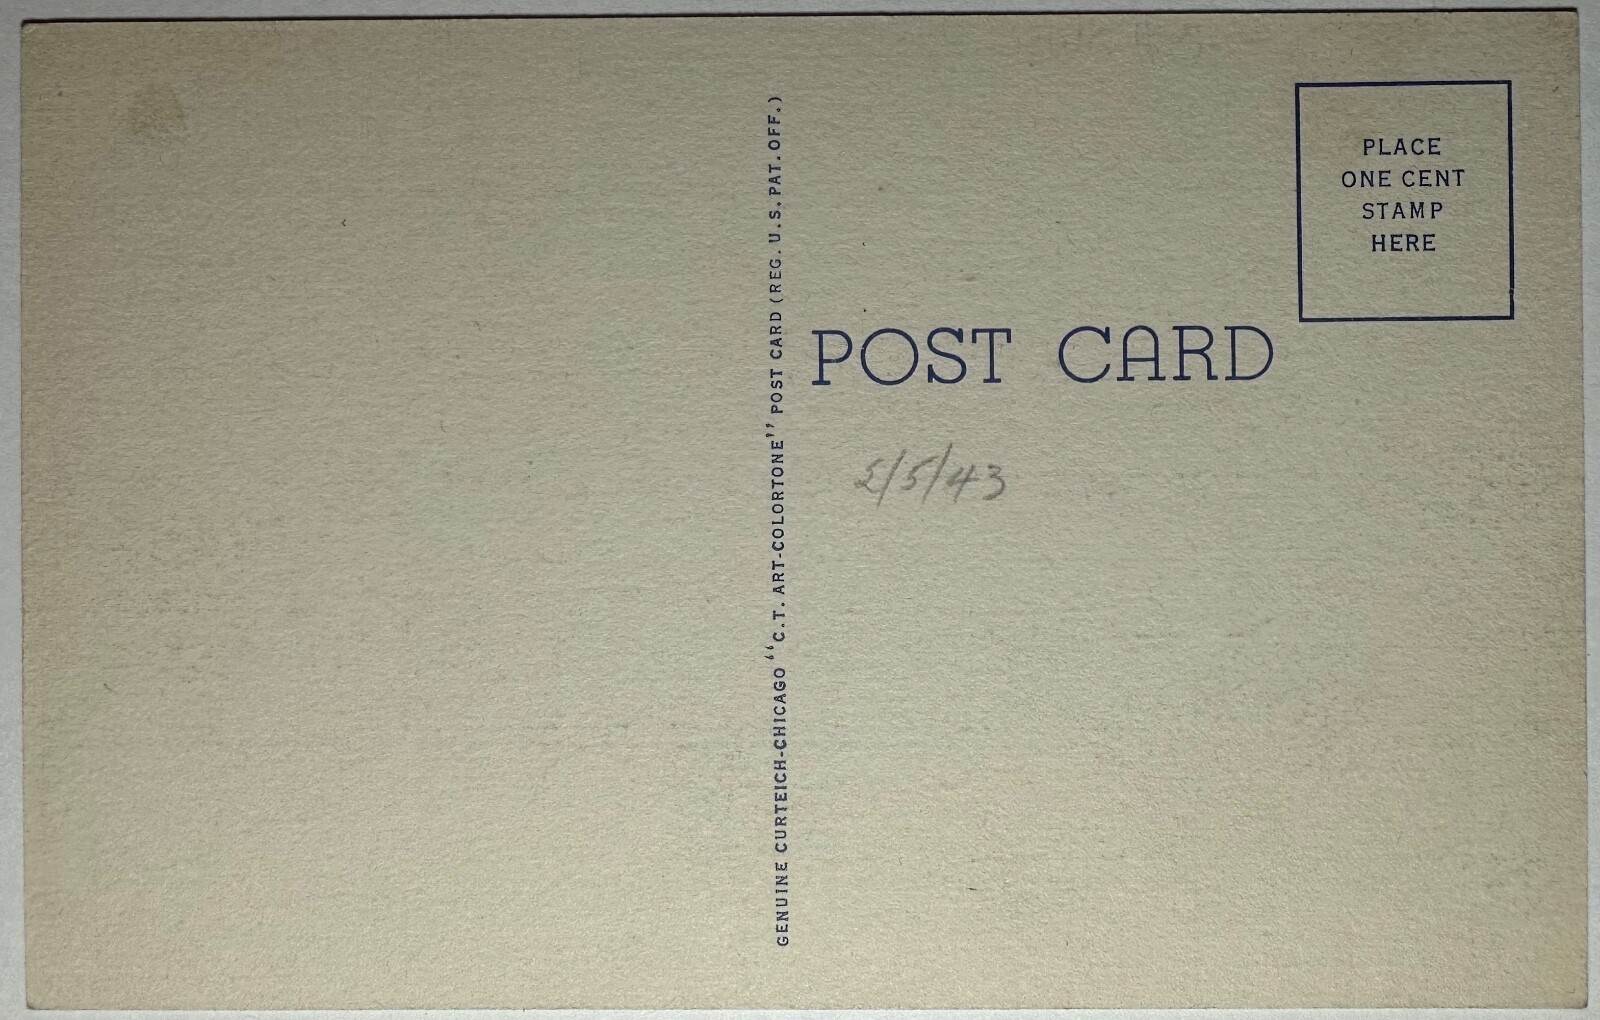 PLACE
ONE CENT
STAMP
HERE
POST CARD
5/5/43
GENUINE CURTEICH-CHICAGO "C.T. ART-COLORTONE" POST CARD (REG. U.S. PAT. OFF.)